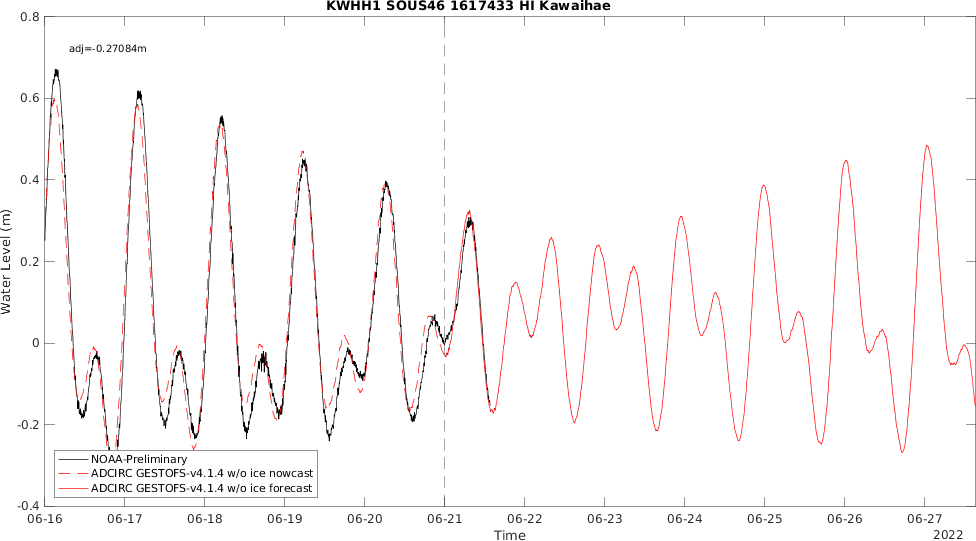 KWHH1 SOUS46 1617433 HI Kawaihae
adj=-0.27084m
Water Level (m)
0.8
0.6
0.4
0.2
0
-0.2
-0.4
NOAA-Preliminary
ADCIRC GESTOFS-v4.1.4 w/o ice nowcast
ADCIRC GESTOFS-v4.1.4 w/o ice forecast
06-16 06-17 06-18 06-19 06-20 06-21 06-22 06-23 06-24 06-25 06-26 06-27
Time
2022